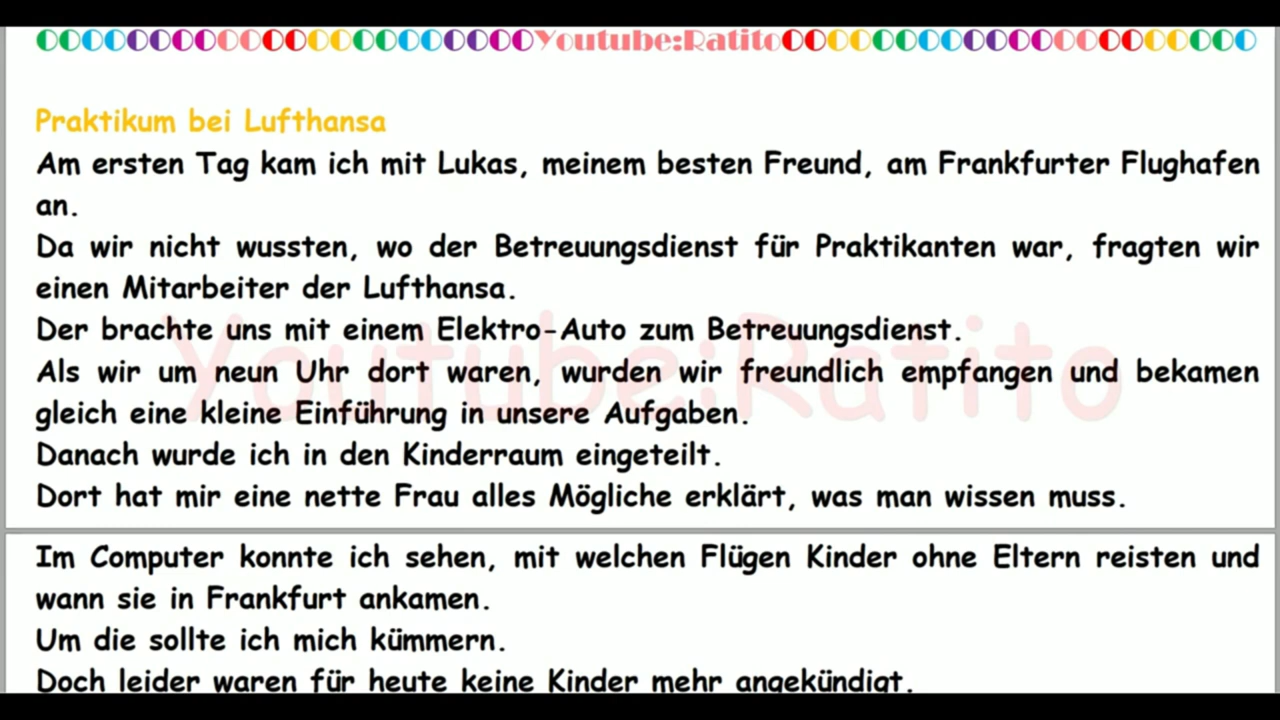 Youtube:Ratito
Praktikum bei Lufthansa
Am ersten Tag kam ich mit Lukas, meinem besten Freund, am Frankfurter Flughafen
an.
Da wir nicht wussten, wo der Betreuungsdienst für Praktikanten war, fragten wir
einen Mitarbeiter der Lufthansa.
Der brachte uns mit einem Elektro-Auto zum Betreuungsdienst.
Youtube:Ratito
Als wir um neun Uhr dort waren, wurden wir freundlich empfangen und bekamen
gleich eine kleine Einführung in unsere Aufgaben.
Danach wurde ich in den Kinderraum eingeteilt.
Dort hat mir eine nette Frau alles Mögliche erklärt, was man wissen muss.
Im Computer konnte ich sehen, mit welchen Flügen Kinder ohne Eltern reisten und
wann sie in Frankfurt ankamen.
Um die sollte ich mich kümmern.
Doch leider waren für heute keine Kinder mehr angekündigt.